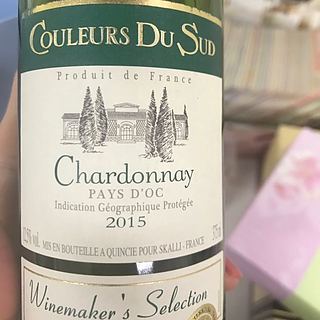 COULEURS DU SUD
Produit de France
Chardonnay
PAYS D'OC
Indication Géographique Protégée
2015
MIS EN BOUTEILLE A QUINCIE POUR SKALLI - FRANCE
Winemaker's Selection